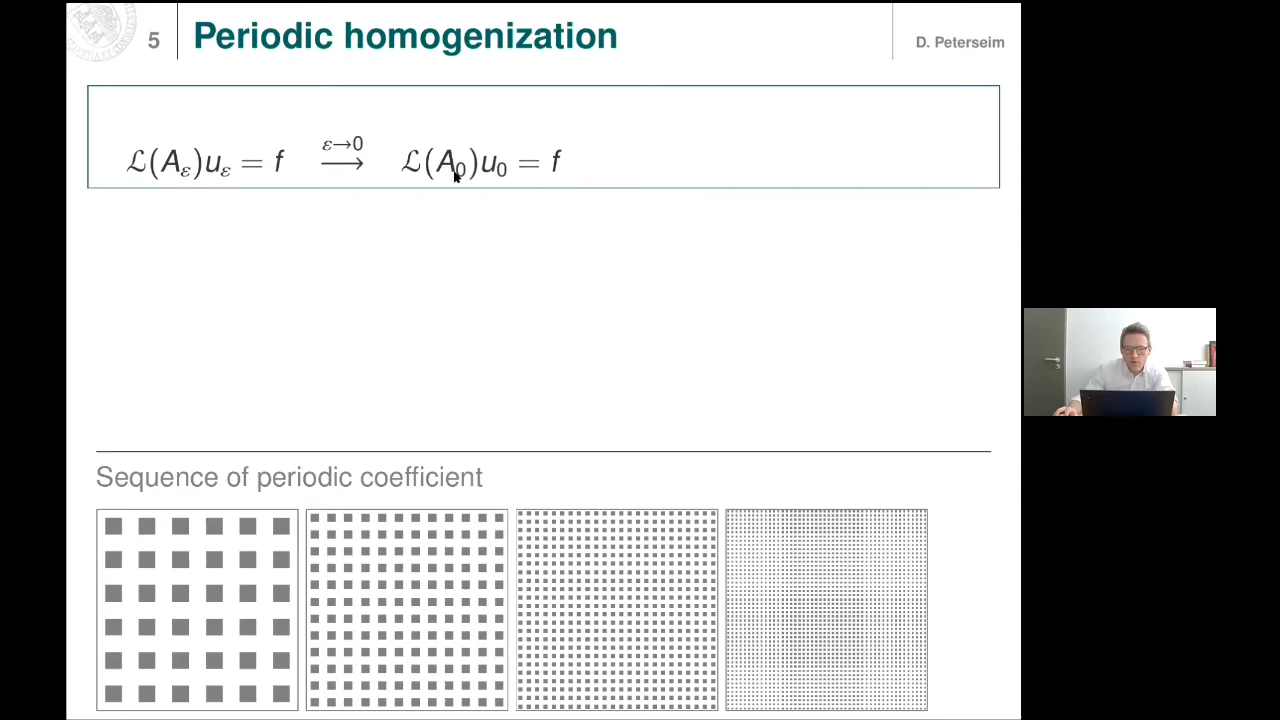 5
Periodic homogenization
D. Peterseim
ℒ(A_ε)u_ε = f  ε→0 ⟶  ℒ(A_0)u_0 = f
Sequence of periodic coefficient